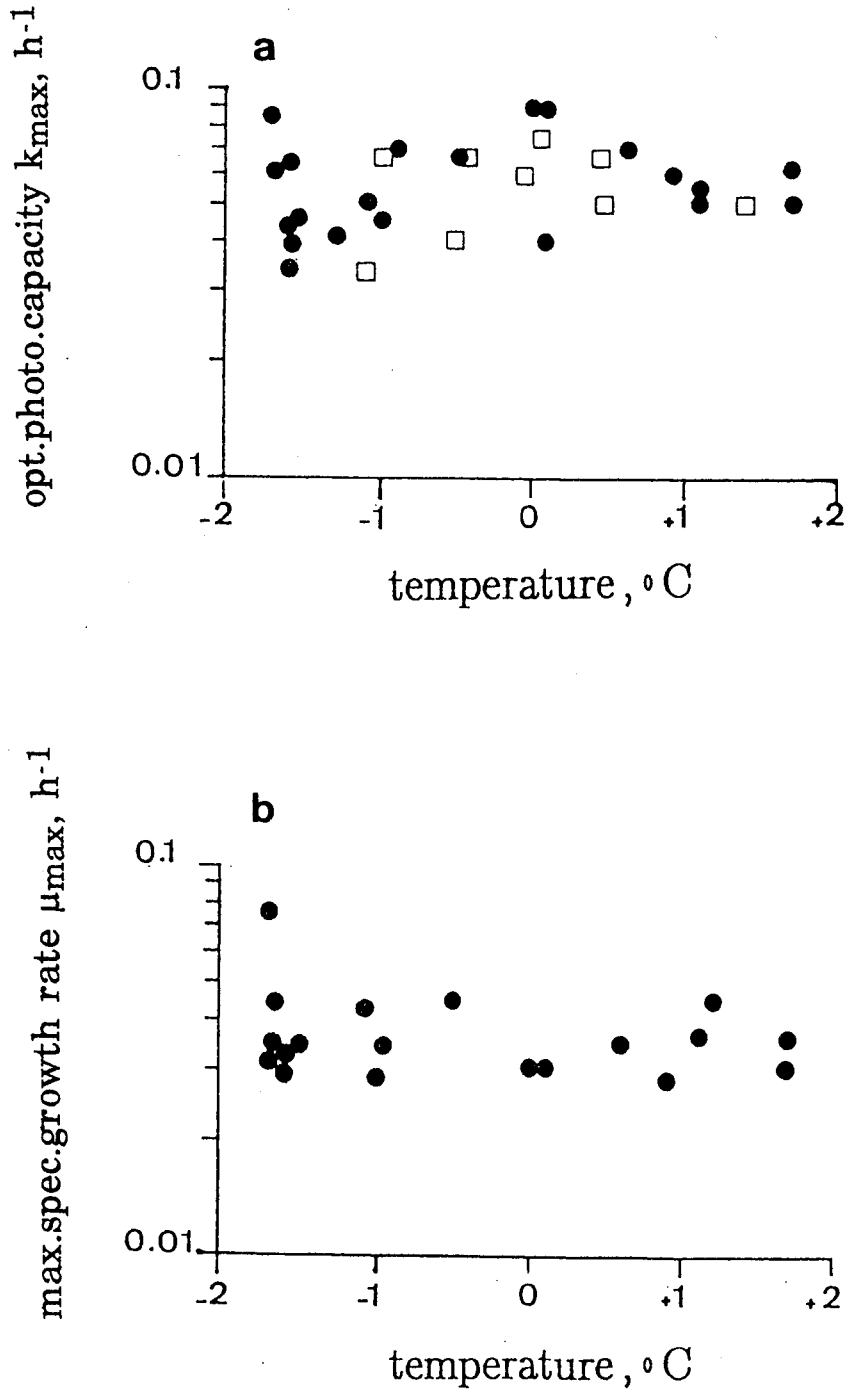 a
opt.photo.capacity kmax, h-1
0.1
0.01
-2 -1 0 +1 +2
temperature, °C
b
max.spec.growth rate μmax, h-1
0.1
0.01
-2 -1 0 +1 +2
temperature, °C